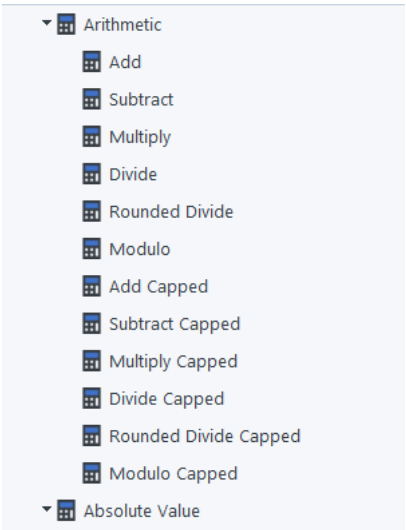 Arithmetic
Add
Subtract
Multiply
Divide
Rounded Divide
Modulo
Add Capped
Subtract Capped
Multiply Capped
Divide Capped
Rounded Divide Capped
Modulo Capped
Absolute Value